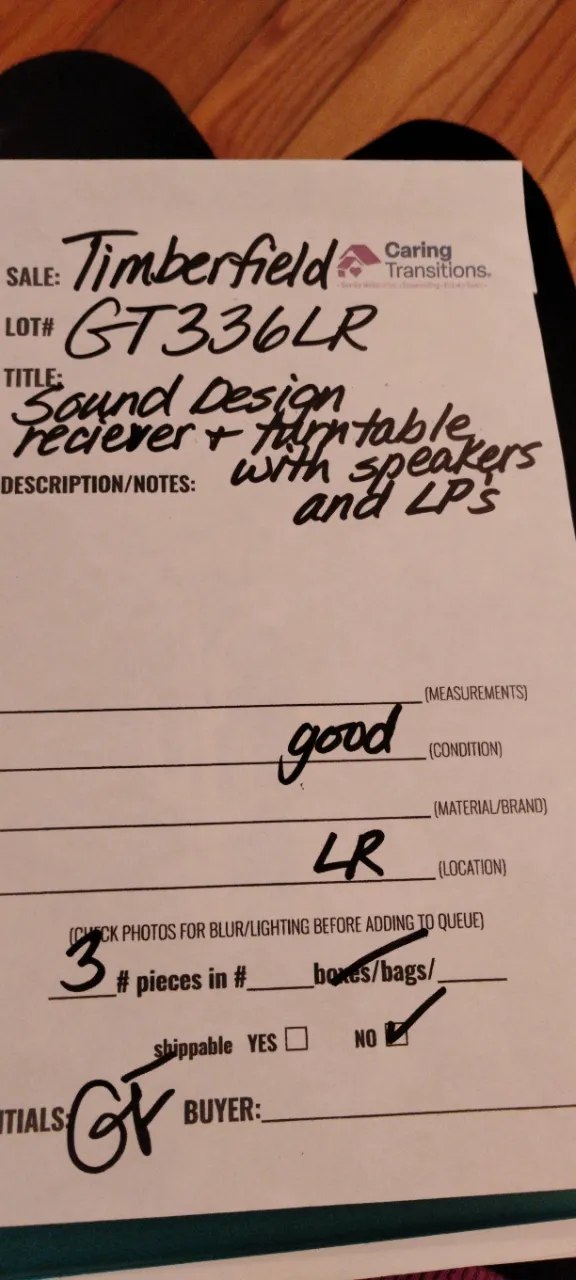 SALE: Timberfield Caring Transitions®
LOT# GT336LR
TITLE: Sound Design
reciever + turntable
with speakers
DESCRIPTION/NOTES: and LP's
(MEASUREMENTS)
good (CONDITION)
(MATERIAL/BRAND)
LR (LOCATION)
(CHECK PHOTOS FOR BLUR/LIGHTING BEFORE ADDING TO QUEUE)
3 # pieces in #_____ boxes/bags/_____
shippable YES ☐ NO ☑
ITIALS: GT BUYER: